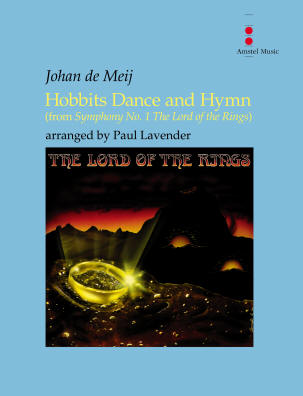 Amstel Music
Johan de Meij
Hobbits Dance and Hymn
(from Symphony No. 1 The Lord of the Rings)
arranged by Paul Lavender
THE LORD OF THE RINGS